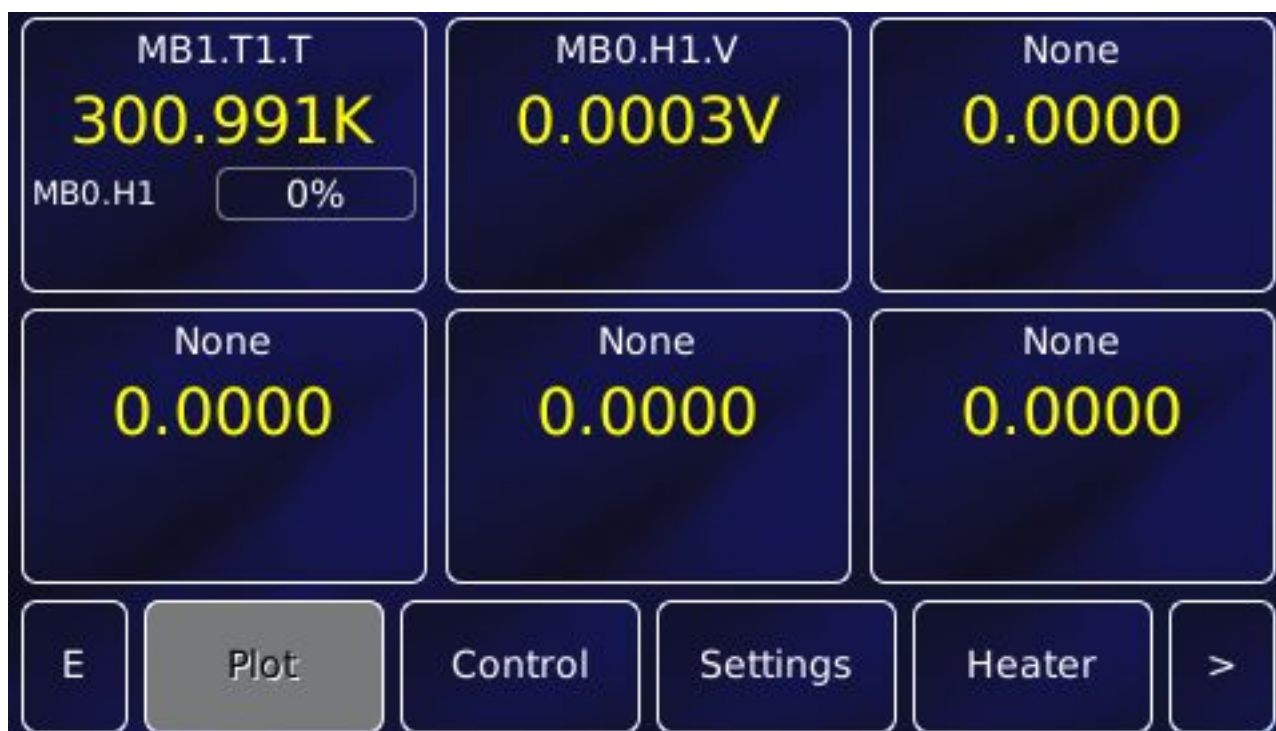 MB1.T1.T
300.991K
MB0.H1 0%
MB0.H1.V
0.0003V
None
0.0000
None
0.0000
None
0.0000
None
0.0000
E Plot Control Settings Heater >